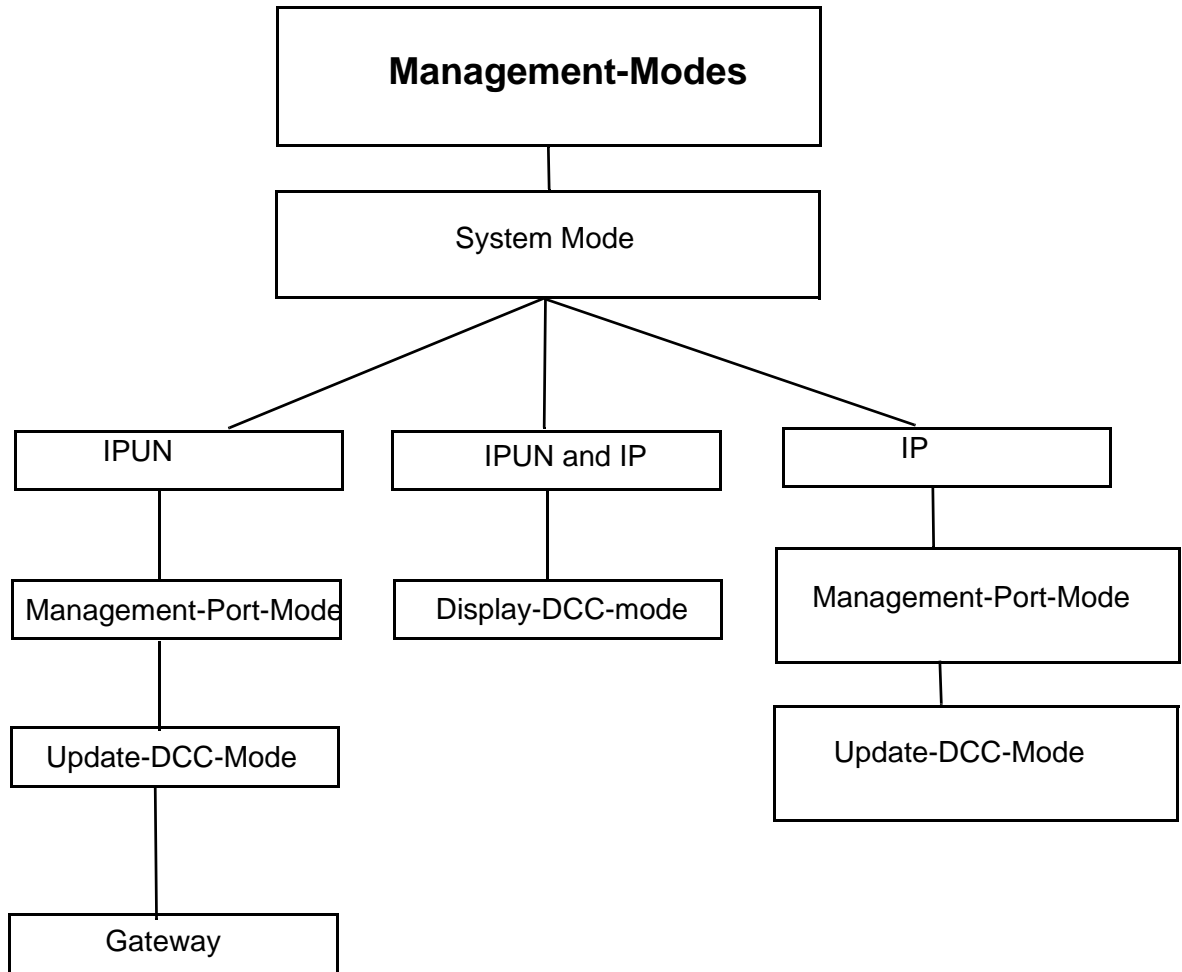 Management-Modes
System Mode
IPUN
IPUN and IP
IP
Management-Port-Mode
Display-DCC-mode
Management-Port-Mode
Update-DCC-Mode
Update-DCC-Mode
Gateway